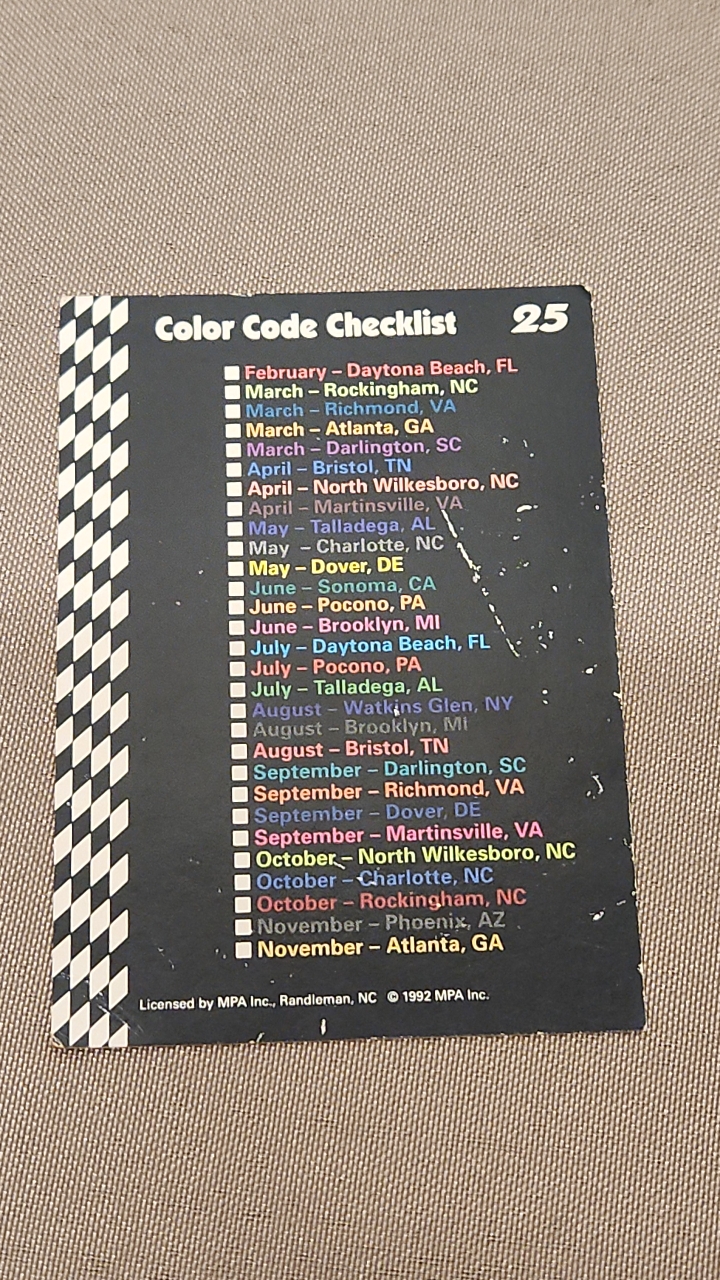 Color Code Checklist 25
February – Daytona Beach, FL
March – Rockingham, NC
March – Richmond, VA
March – Atlanta, GA
March – Darlington, SC
April – Bristol, TN
April – North Wilkesboro, NC
April – Martinsville, VA
May – Talladega, AL
May – Charlotte, NC
May – Dover, DE
June – Sonoma, CA
June – Pocono, PA
June – Brooklyn, MI
July – Daytona Beach, FL
July – Pocono, PA
July – Talladega, AL
August – Watkins Glen, NY
August – Brooklyn, MI
August – Bristol, TN
September – Darlington, SC
September – Richmond, VA
September – Dover, DE
September – Martinsville, VA
October – North Wilkesboro, NC
October – Charlotte, NC
October – Rockingham, NC
November – Phoenix, AZ
November – Atlanta, GA
Licensed by MPA Inc., Randleman, NC © 1992 MPA Inc.